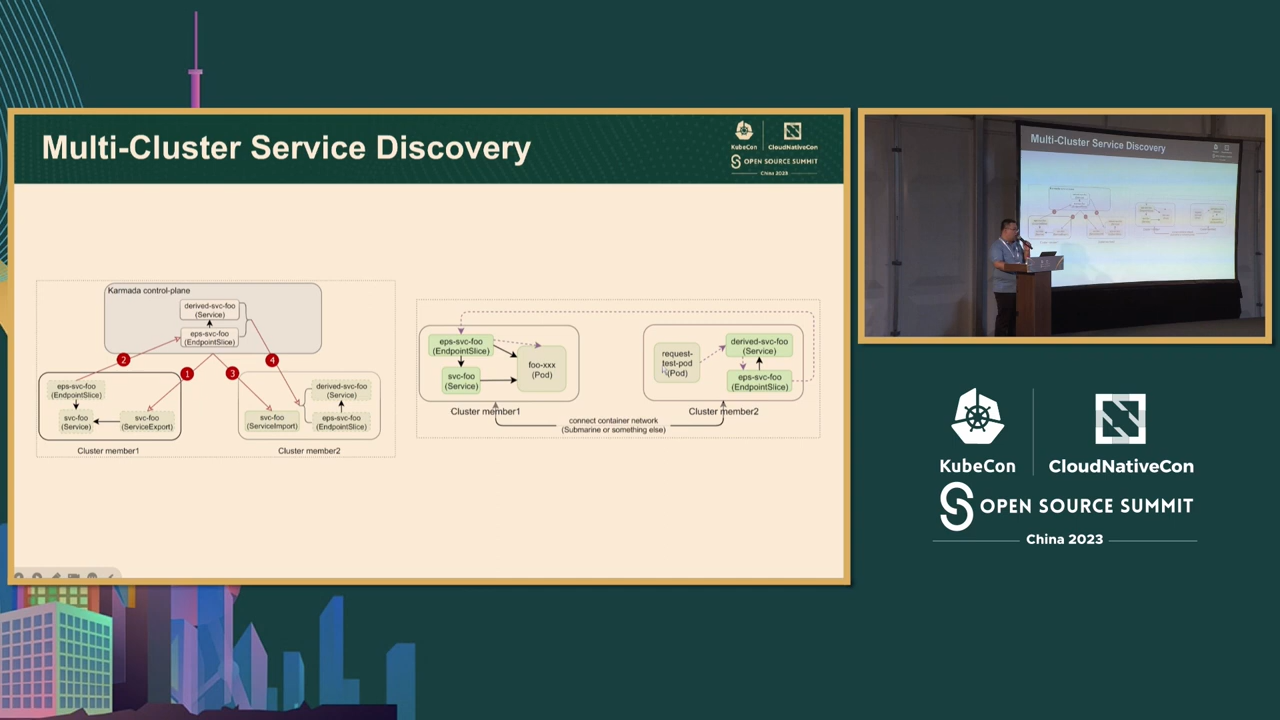 Multi-Cluster Service Discovery
KubeCon
CloudNativeCon
OPEN SOURCE SUMMIT
China 2023
Karmada control-plane
derived-svc-foo
(Service)
eps-svc-foo
(EndpointSlice)
2
1
3
4
eps-svc-foo
(EndpointSlice)
svc-foo
(Service)
svc-foo
(ServiceExport)
Cluster member1
derived-svc-foo
(Service)
svc-foo
(ServiceImport)
eps-svc-foo
(EndpointSlice)
Cluster member2
eps-svc-foo
(EndpointSlice)
svc-foo
(Service)
foo-xxx
(Pod)
Cluster member1
request-
test-pod
(Pod)
derived-svc-foo
(Service)
eps-svc-foo
(EndpointSlice)
Cluster member2
connect container network
(Submarine or something else)
Multi-Cluster Service Discovery
KubeCon
CloudNativeCon
OPEN SOURCE SUMMIT
China 2023